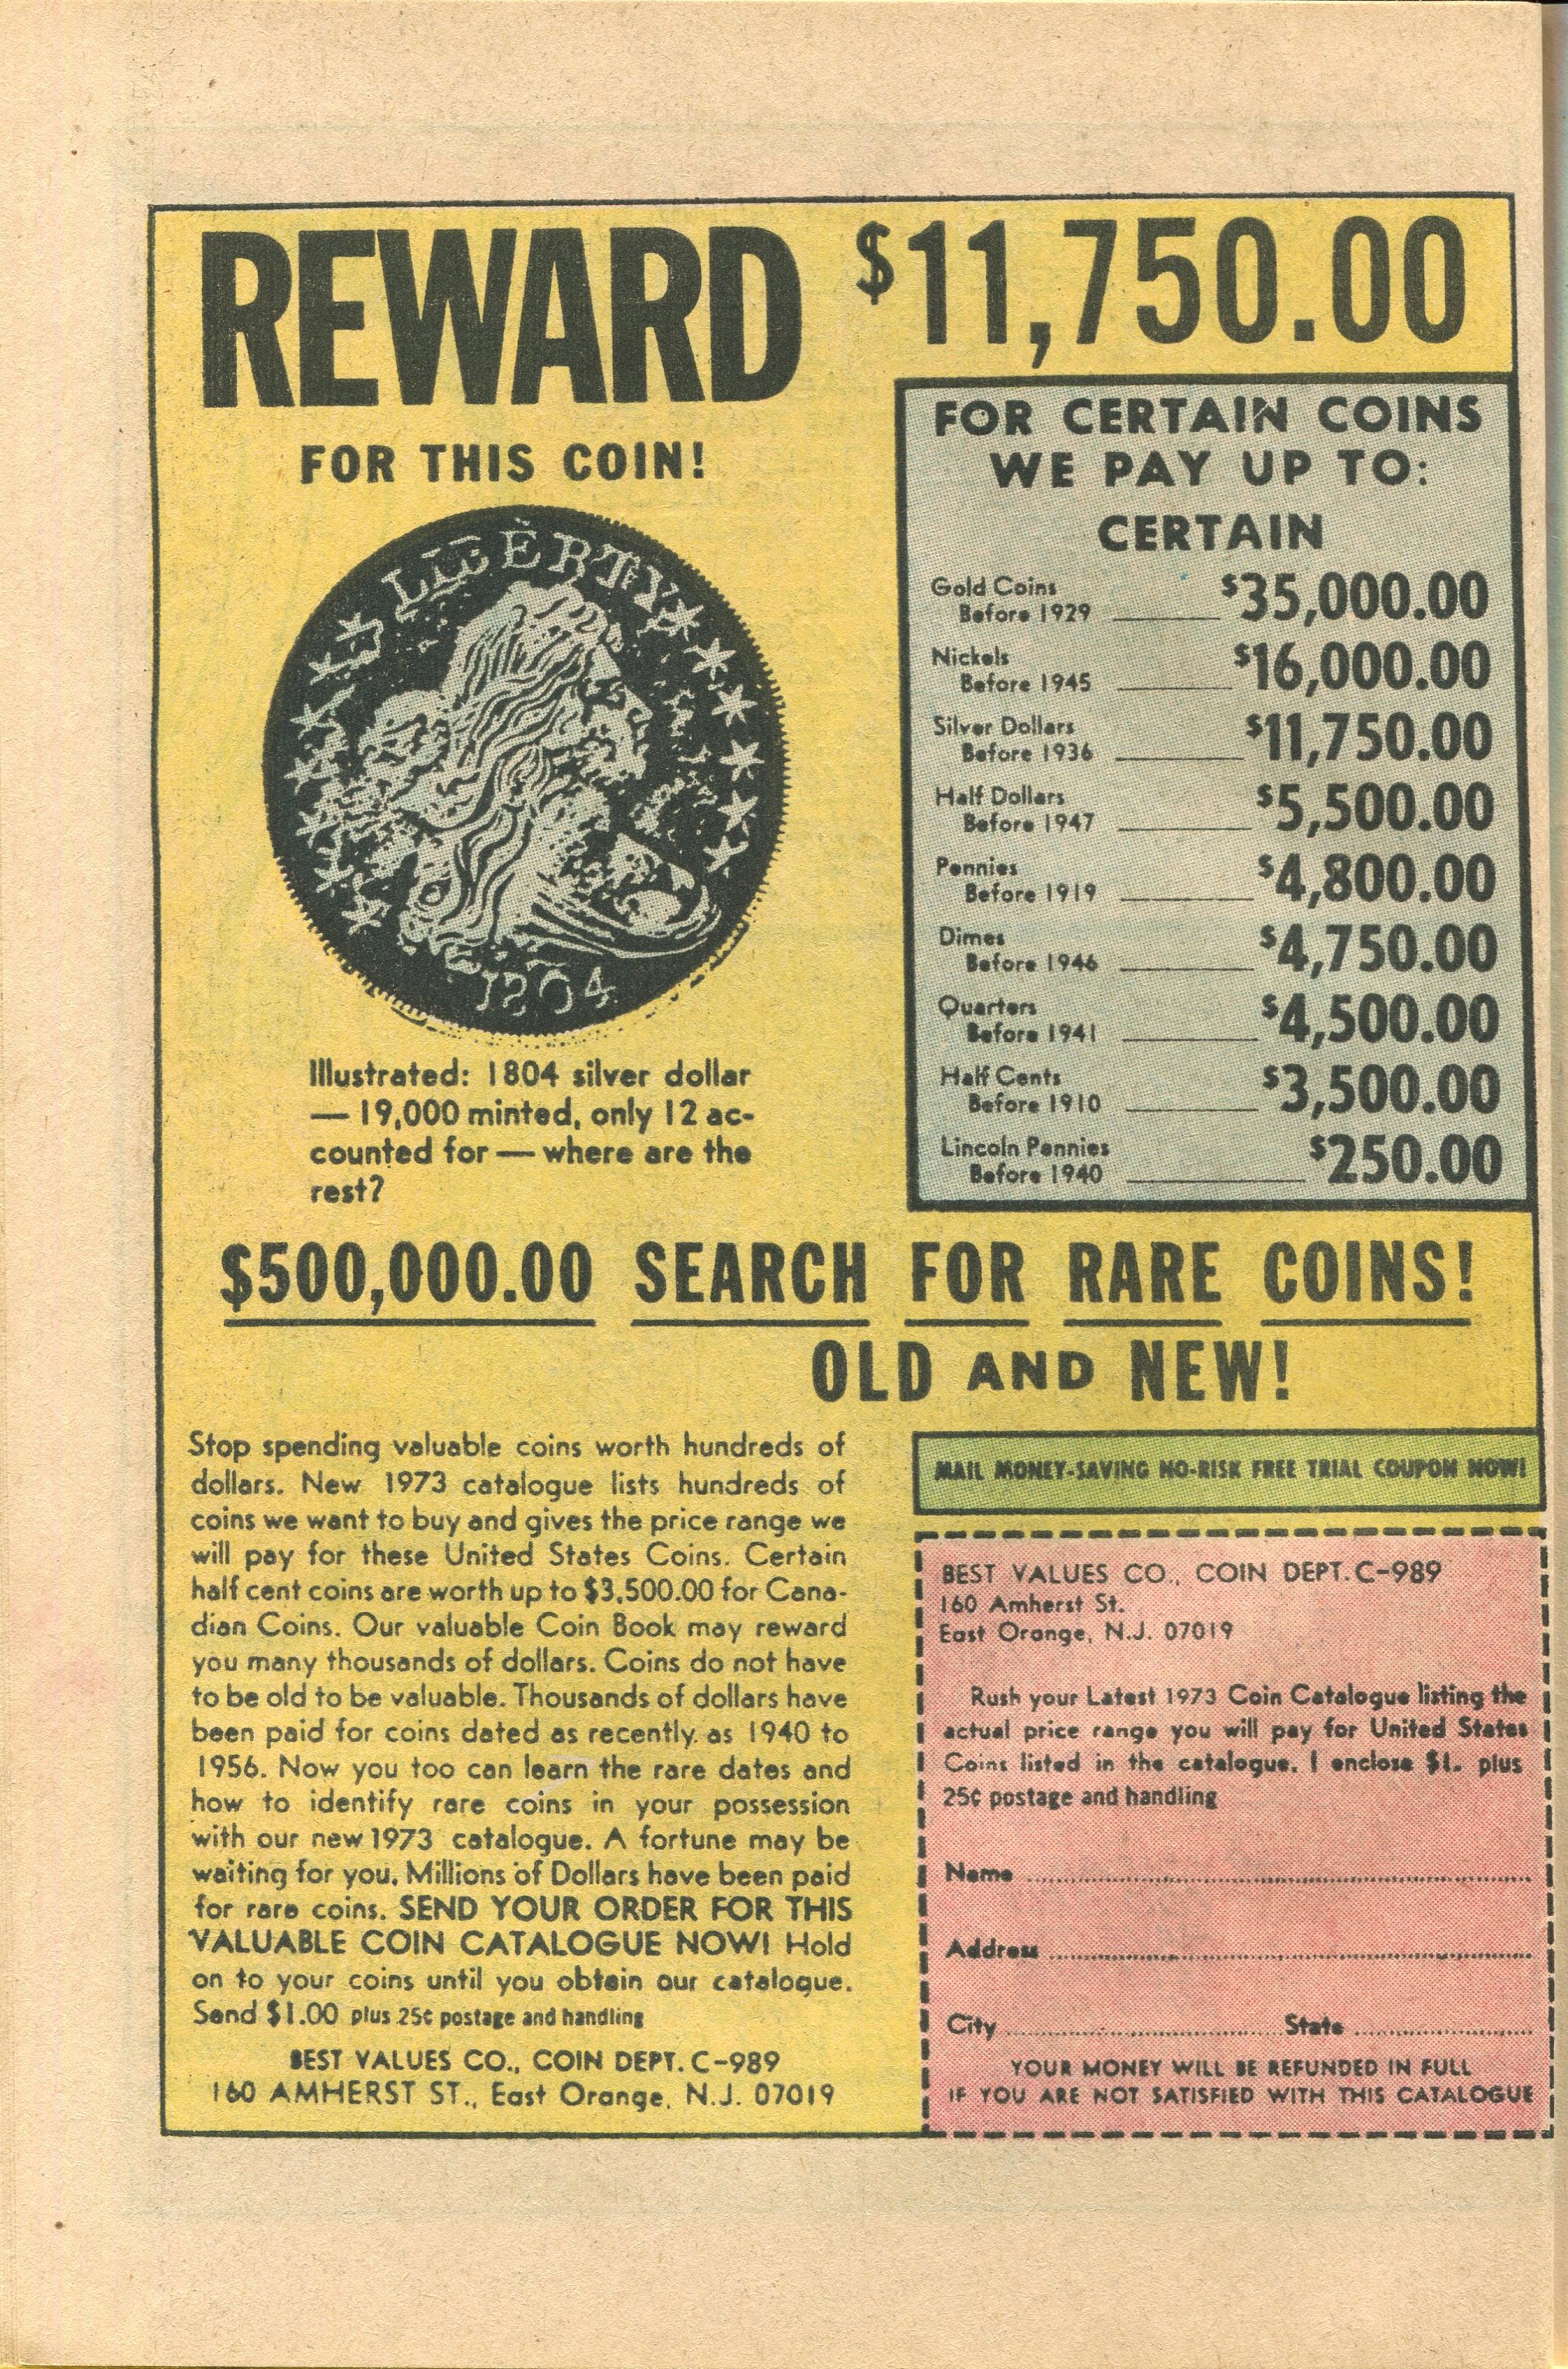 REWARD $11,750.00
FOR THIS COIN!
LIBERTY
1804
Illustrated: 1804 silver dollar
— 19,000 minted, only 12 ac-
counted for — where are the
rest?
FOR CERTAIN COINS
WE PAY UP TO:
CERTAIN
Gold Coins
Before 1929 $35,000.00
Nickels
Before 1945 $16,000.00
Silver Dollars
Before 1936 $11,750.00
Half Dollars
Before 1947 $5,500.00
Pennies
Before 1919 $4,800.00
Dimes
Before 1946 $4,750.00
Quarters
Before 1941 $4,500.00
Half Cents
Before 1910 $3,500.00
Lincoln Pennies
Before 1940 $250.00
$500,000.00 SEARCH FOR RARE COINS!
OLD AND NEW!
Stop spending valuable coins worth hundreds of
dollars. New 1973 catalogue lists hundreds of
coins we want to buy and gives the price range we
will pay for these United States Coins. Certain
half cent coins are worth up to $3,500.00 for Cana-
dian Coins. Our valuable Coin Book may reward
you many thousands of dollars. Coins do not have
to be old to be valuable. Thousands of dollars have
been paid for coins dated as recently as 1940 to
1956. Now you too can learn the rare dates and
how to identify rare coins in your possession
with our new 1973 catalogue. A fortune may be
waiting for you. Millions of Dollars have been paid
for rare coins. SEND YOUR ORDER FOR THIS
VALUABLE COIN CATALOGUE NOW! Hold
on to your coins until you obtain our catalogue.
Send $1.00 plus 25¢ postage and handling
BEST VALUES CO., COIN DEPT. C-989
160 AMHERST ST., East Orange, N.J. 07019
MAIL MONEY-SAVING NO-RISK FREE TRIAL COUPON NOW!
BEST VALUES CO., COIN DEPT. C-989
160 Amherst St.
East Orange, N.J. 07019
Rush your Latest 1973 Coin Catalogue listing the
actual price range you will pay for United States
Coins listed in the catalogue. I enclose $1. plus
25¢ postage and handling
Name
Address
City State
YOUR MONEY WILL BE REFUNDED IN FULL
IF YOU ARE NOT SATISFIED WITH THIS CATALOGUE